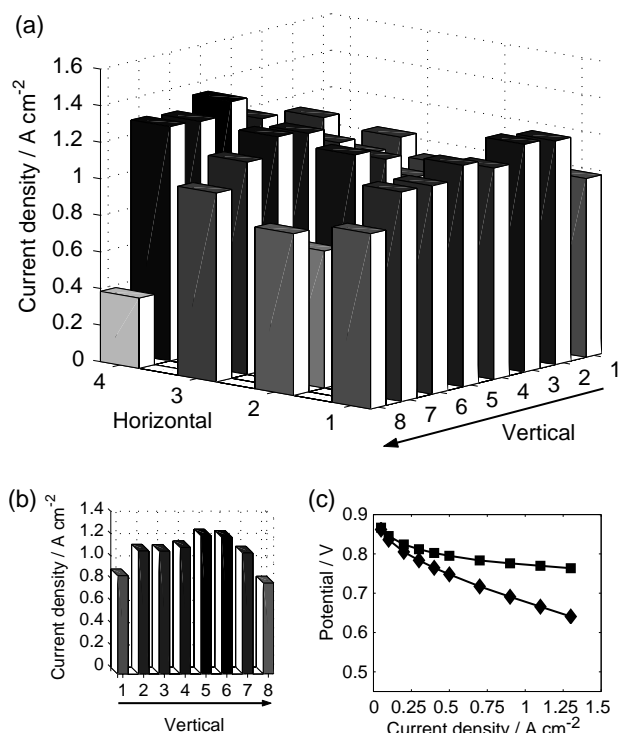 (a)
Current density / A cm-2
1.6
1.4
1.2
1
0.8
0.6
0.4
0.2
0
4
3
2
1
Horizontal
8
7
6
5
4
3
2
1
Vertical
(b)
Current density / A cm-2
1.4
1.2
1.0
0.8
0.6
0.4
0.2
0
1 2 3 4 5 6 7 8
Vertical
(c)
Potential / V
0.9
0.8
0.7
0.6
0.5
0 0.25 0.5 0.75 1 1.25 1.5
Current density / A cm-2